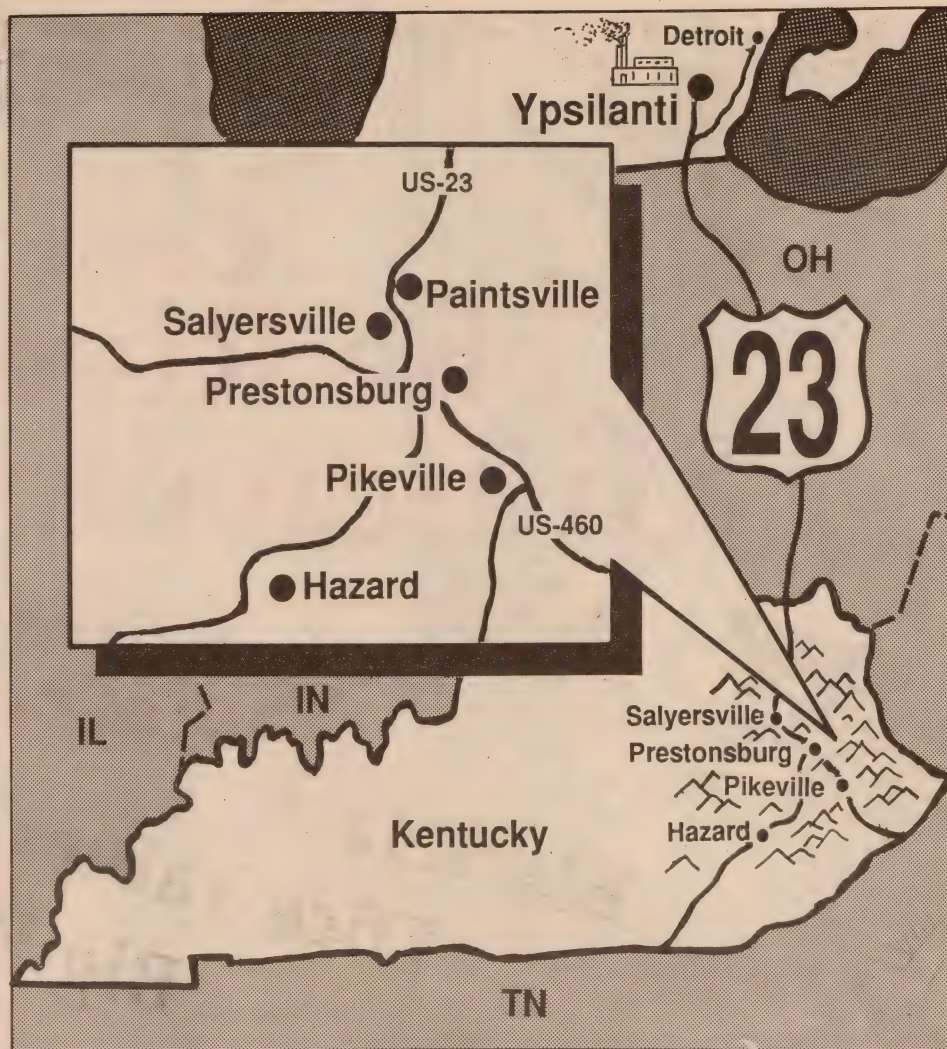 Detroit
Ypsilanti
US-23
OH
Paintsville
Salyersville
23
Prestonsburg
Pikeville
US-460
Hazard
IN
IL
Salyersville
Prestonsburg
Pikeville
Hazard
Kentucky
TN